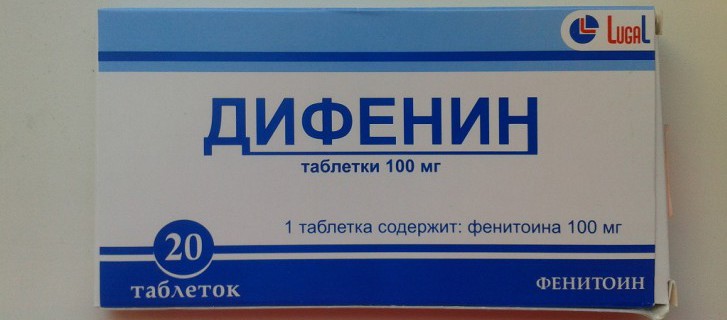 LUGAL
ДИФЕНИН
таблетки 100 мг
1 таблетка содержит: фенитоина 100 мг
20
таблеток
ФЕНИТОИН